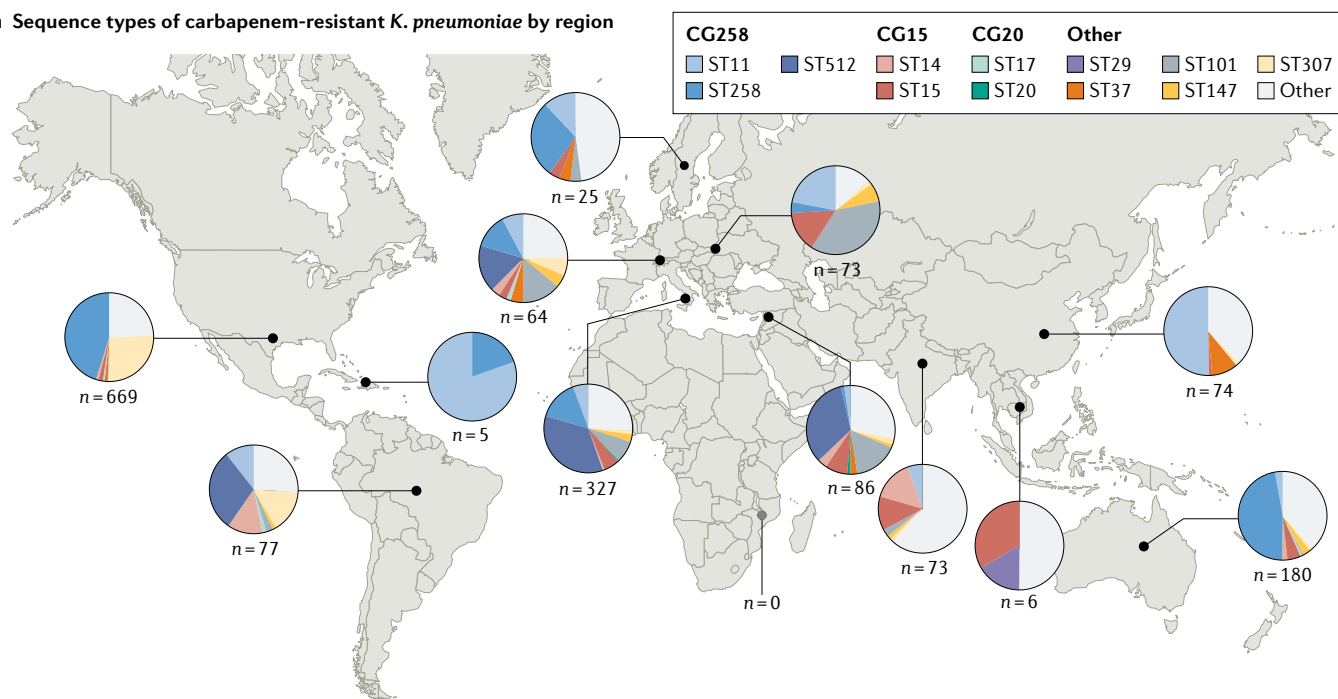 Sequence types of carbapenem-resistant K. pneumoniae by region
CG258 CG15 CG20 Other
ST11 ST512 ST14 ST17 ST29 ST101 ST307
ST258 ST15 ST20 ST37 ST147 Other
n=25
n=73
n=64
n=669
n=5
n=74
n=327
n=86
n=77
n=73
n=180
n=0
n=6